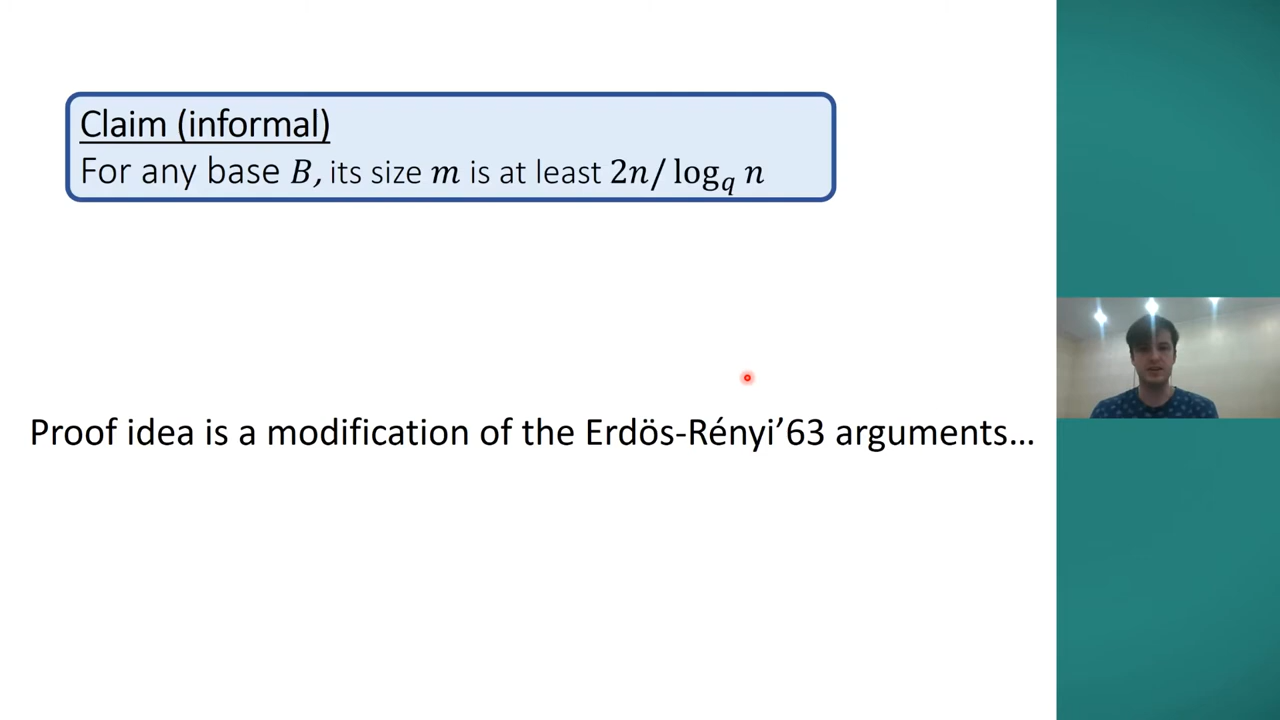 Claim (informal)
For any base B, its size m is at least 2n/ log_q n
Proof idea is a modification of the Erdös-Rényi’63 arguments…